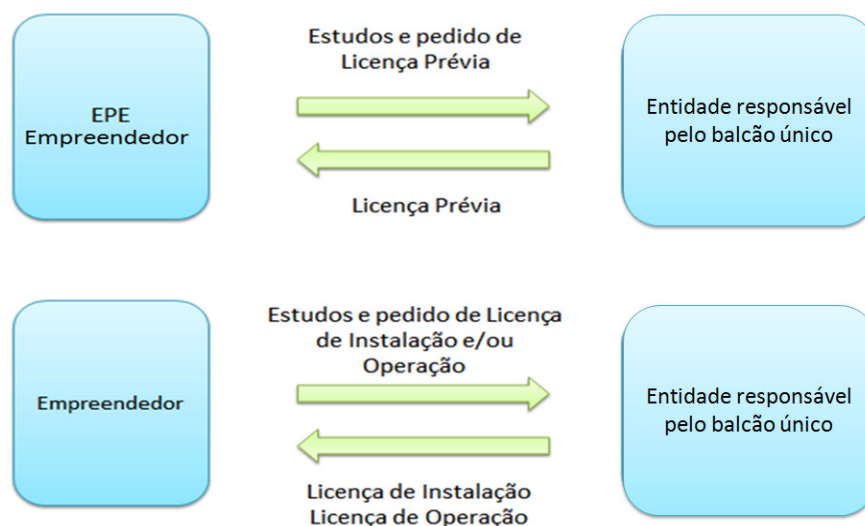 EPE
Empreendedor
Estudos e pedido de
Licença Prévia
Licença Prévia
Entidade responsável
pelo balcão único
Empreendedor
Estudos e pedido de Licença
de Instalação e/ou
Operação
Licença de Instalação
Licença de Operação
Entidade responsável
pelo balcão único